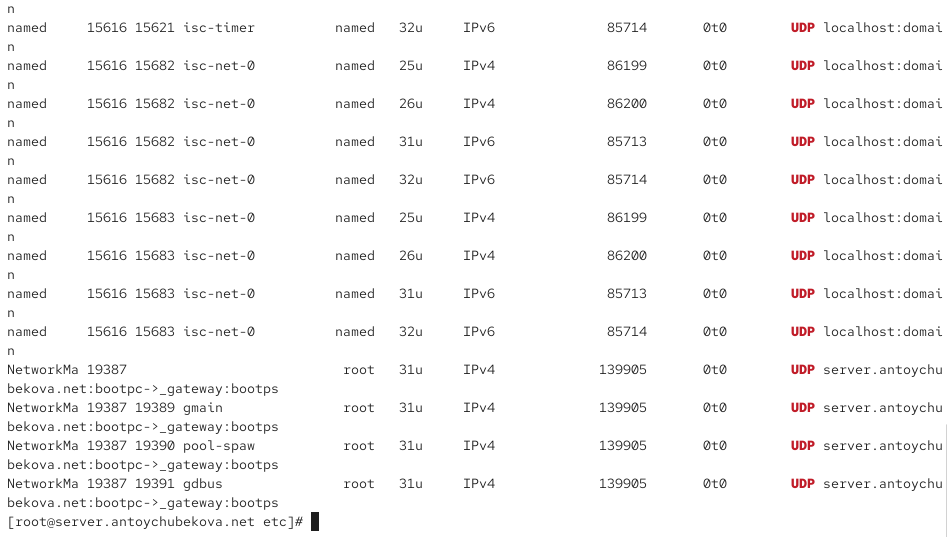 n
named     15616 15621 isc-timer          named   32u     IPv6              85714       0t0        UDP localhost:domai
n
named     15616 15682 isc-net-0          named   25u     IPv4              86199       0t0        UDP localhost:domai
n
named     15616 15682 isc-net-0          named   26u     IPv4              86200       0t0        UDP localhost:domai
n
named     15616 15682 isc-net-0          named   31u     IPv6              85713       0t0        UDP localhost:domai
n
named     15616 15682 isc-net-0          named   32u     IPv6              85714       0t0        UDP localhost:domai
n
named     15616 15683 isc-net-0          named   25u     IPv4              86199       0t0        UDP localhost:domai
n
named     15616 15683 isc-net-0          named   26u     IPv4              86200       0t0        UDP localhost:domai
n
named     15616 15683 isc-net-0          named   31u     IPv6              85713       0t0        UDP localhost:domai
n
named     15616 15683 isc-net-0          named   32u     IPv6              85714       0t0        UDP localhost:domai
n
NetworkMa 19387                           root   31u     IPv4             139905       0t0        UDP server.antoychu
bekova.net:bootpc->_gateway:bootps
NetworkMa 19387 19389 gmain               root   31u     IPv4             139905       0t0        UDP server.antoychu
bekova.net:bootpc->_gateway:bootps
NetworkMa 19387 19390 pool-spaw           root   31u     IPv4             139905       0t0        UDP server.antoychu
bekova.net:bootpc->_gateway:bootps
NetworkMa 19387 19391 gdbus               root   31u     IPv4             139905       0t0        UDP server.antoychu
bekova.net:bootpc->_gateway:bootps
[root@server.antoychubekova.net etc]#